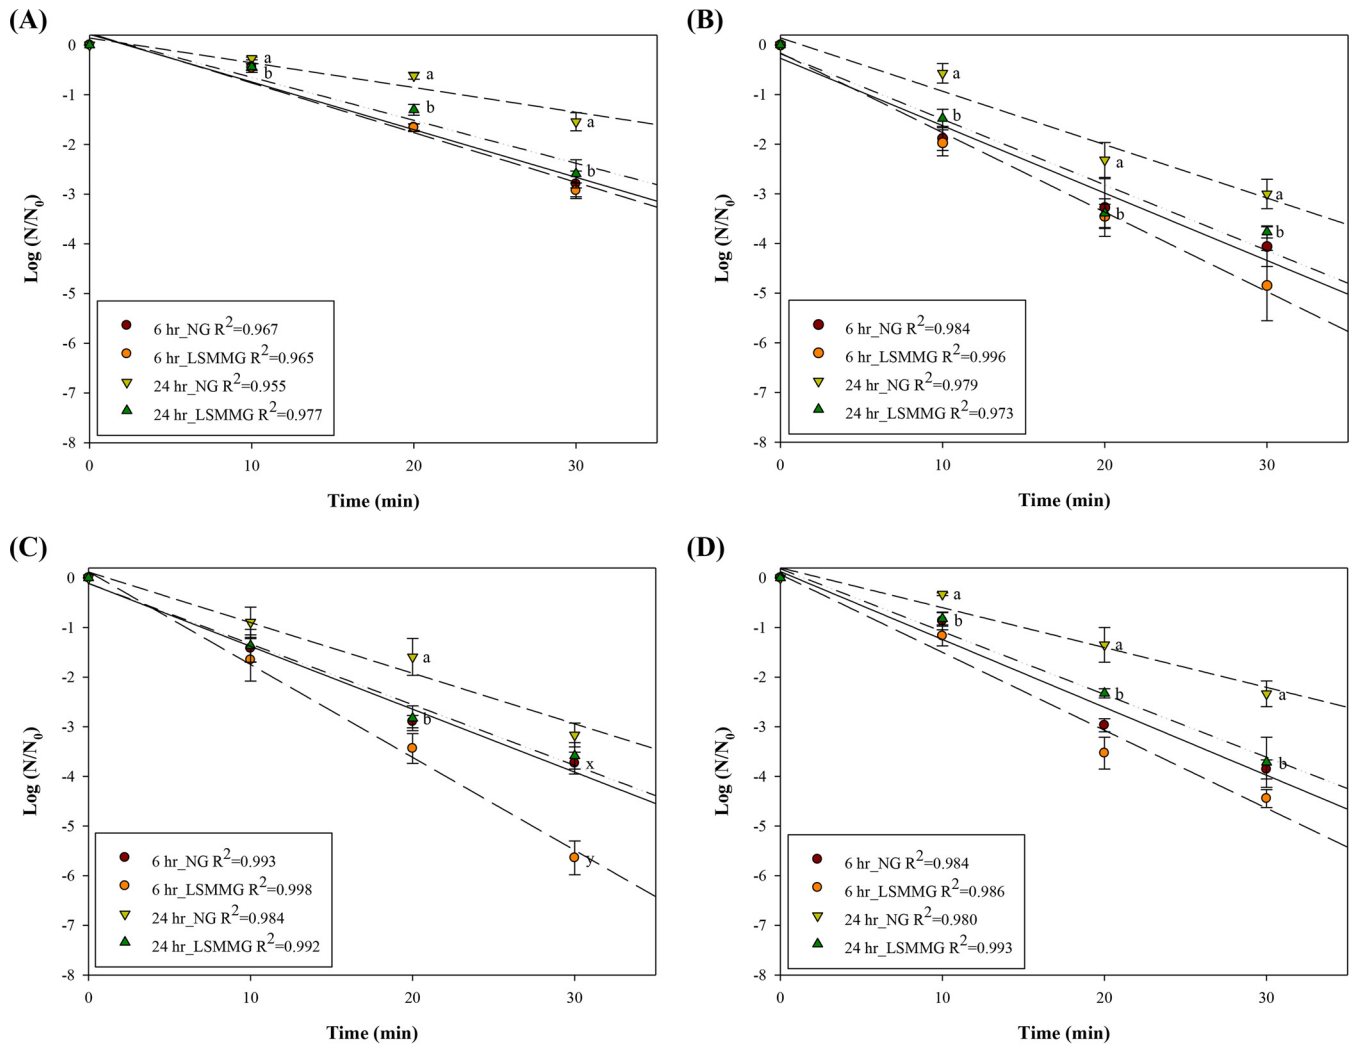 (A)
0
-1
-2
-3
-4
-5
-6
-7
-8
Log (N/N₀)
a
b
a
b
a
b
6 hr_NG R²=0.967
6 hr_LSMMG R²=0.965
24 hr_NG R²=0.955
24 hr_LSMMG R²=0.977
0 10 20 30
Time (min)
(B)
0
-1
-2
-3
-4
-5
-6
-7
-8
Log (N/N₀)
a
b
a
b
a
b
6 hr_NG R²=0.984
6 hr_LSMMG R²=0.996
24 hr_NG R²=0.979
24 hr_LSMMG R²=0.973
0 10 20 30
Time (min)
(C)
0
-1
-2
-3
-4
-5
-6
-7
-8
Log (N/N₀)
a
b
x
y
6 hr_NG R²=0.993
6 hr_LSMMG R²=0.998
24 hr_NG R²=0.984
24 hr_LSMMG R²=0.992
0 10 20 30
Time (min)
(D)
0
-1
-2
-3
-4
-5
-6
-7
-8
Log (N/N₀)
a
b
a
b
a
b
6 hr_NG R²=0.984
6 hr_LSMMG R²=0.986
24 hr_NG R²=0.980
24 hr_LSMMG R²=0.993
0 10 20 30
Time (min)